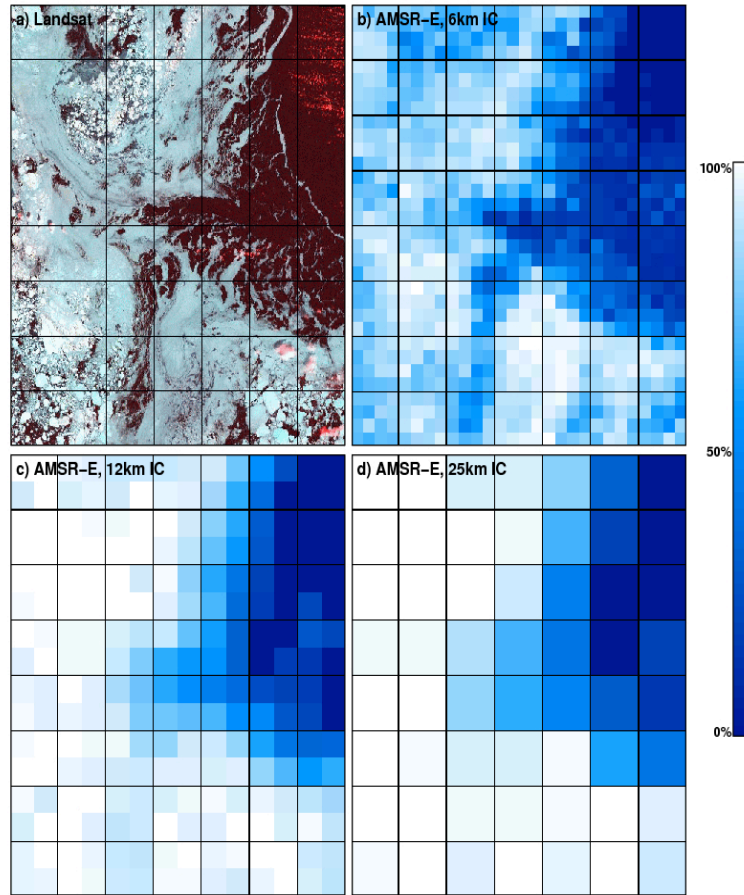 a) Landsat
b) AMSR-E, 6km IC
100%
50%
c) AMSR-E, 12km IC
d) AMSR-E, 25km IC
0%